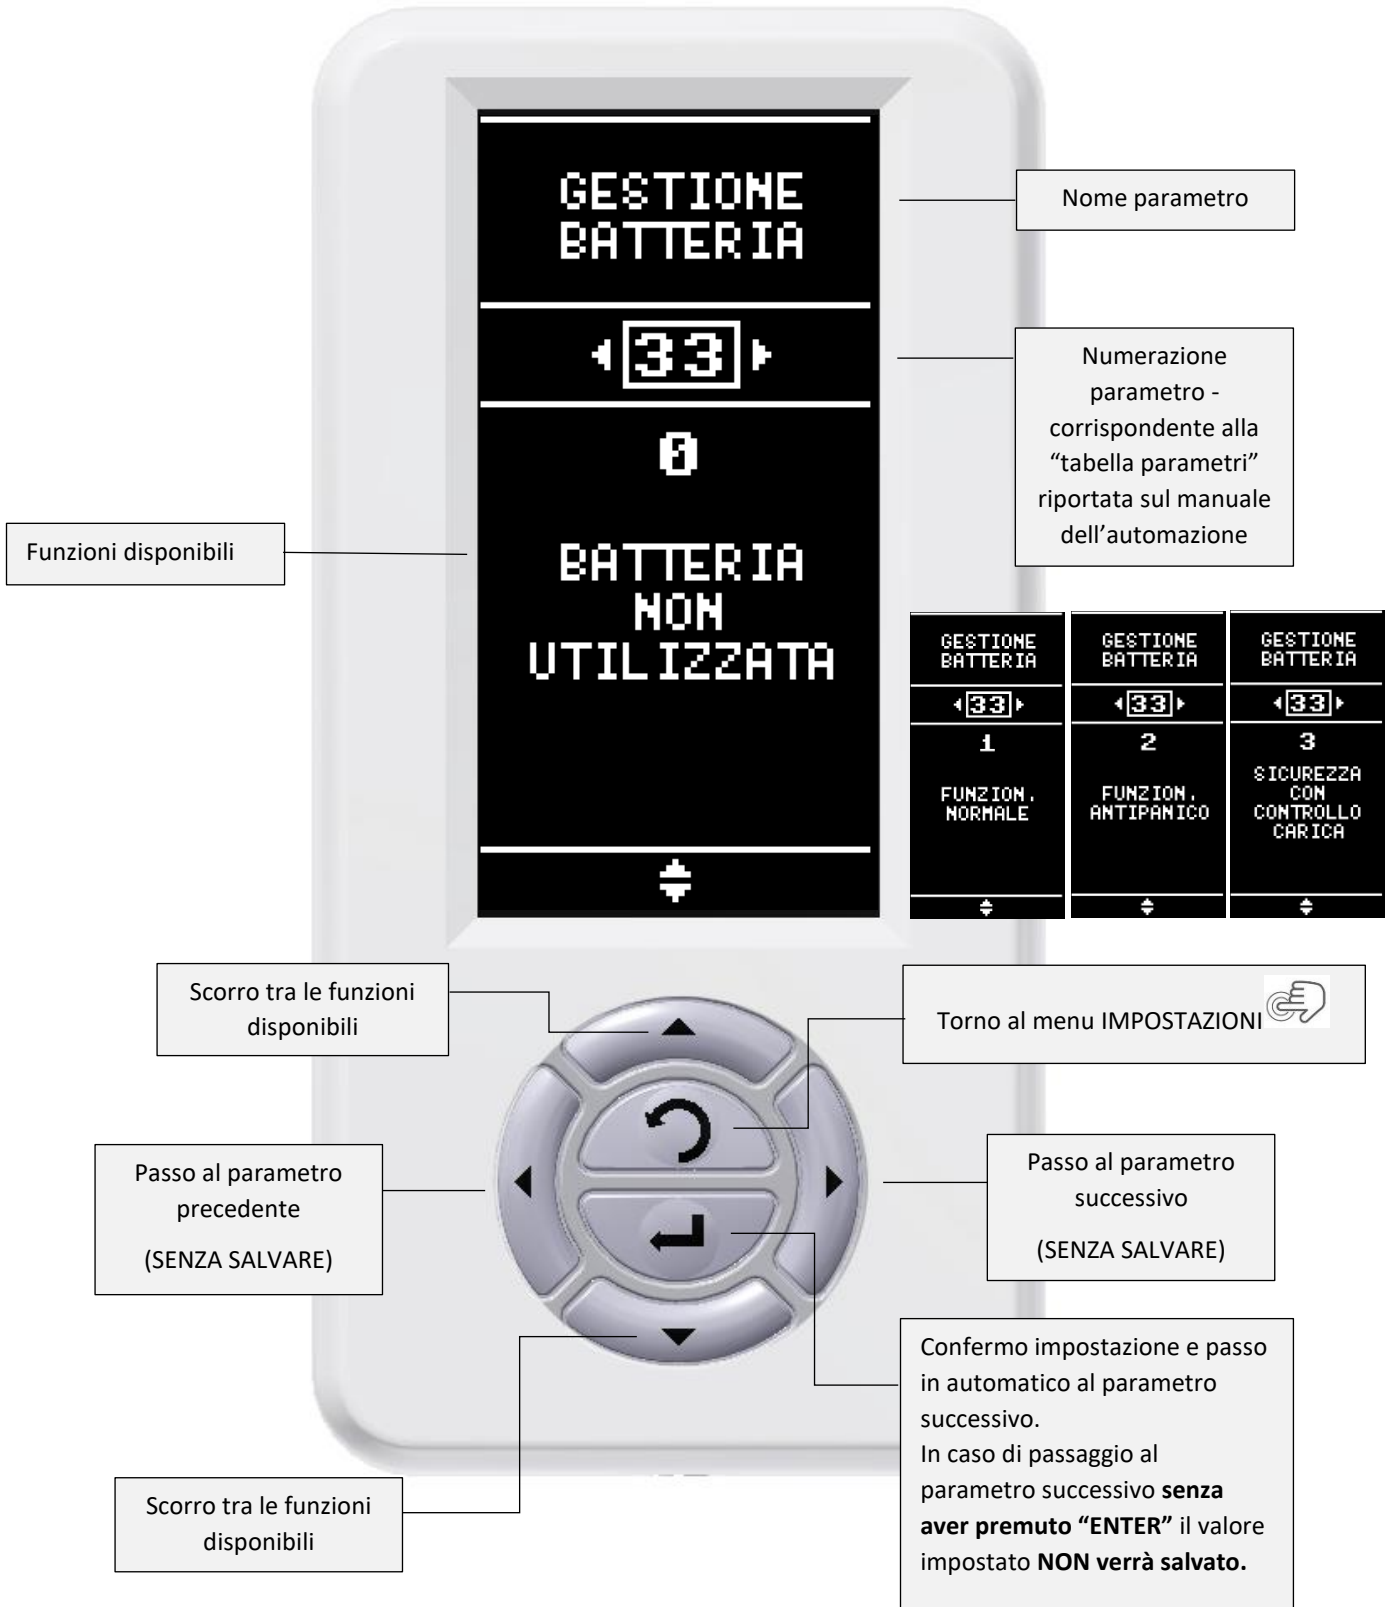 GESTIONE
BATTERIA
33
0
BATTERIA
NON
UTILIZZATA
Nome parametro
Numerazione
parametro -
corrispondente alla
“tabella parametri”
riportata sul manuale
dell’automazione
Funzioni disponibili
GESTIONE
BATTERIA
33
1
FUNZION.
NORMALE
GESTIONE
BATTERIA
33
2
FUNZION.
ANTIPANICO
GESTIONE
BATTERIA
33
3
SICUREZZA
CON
CONTROLLO
CARICA
Scorro tra le funzioni
disponibili
Torno al menu IMPOSTAZIONI
Passo al parametro
precedente
(SENZA SALVARE)
Passo al parametro
successivo
(SENZA SALVARE)
Confermo impostazione e passo
in automatico al parametro
successivo.
In caso di passaggio al
parametro successivo senza
aver premuto “ENTER” il valore
impostato NON verrà salvato.
Scorro tra le funzioni
disponibili